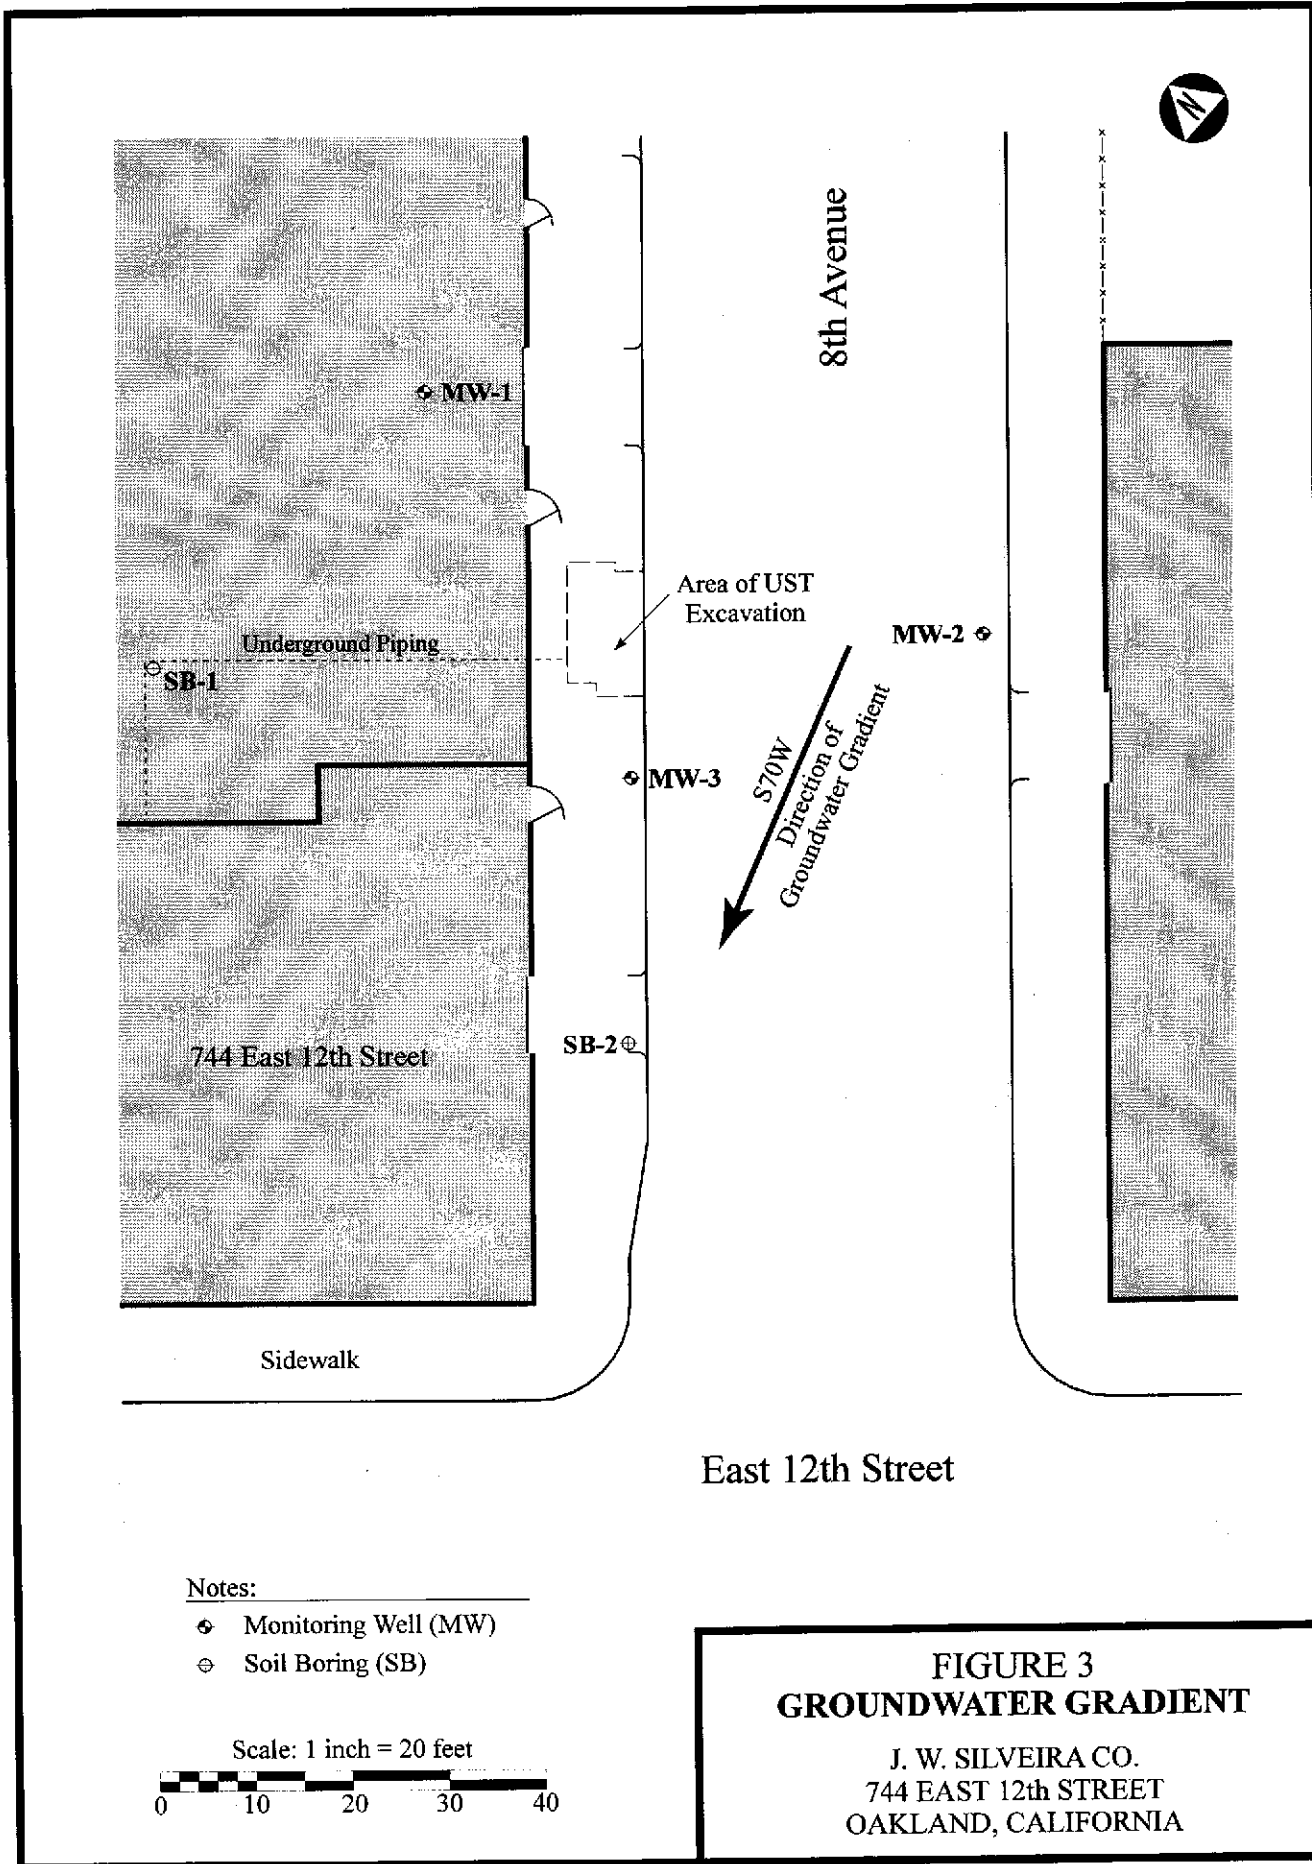 N
8th Avenue
MW-1
Area of UST
Excavation
MW-2
Underground Piping
SB-1
MW-3
S70W
Direction of
Groundwater Gradient
SB-2
744 East 12th Street
Sidewalk
East 12th Street
Notes:
Monitoring Well (MW)
Soil Boring (SB)
Scale: 1 inch = 20 feet
0 10 20 30 40
FIGURE 3
GROUNDWATER GRADIENT
J. W. SILVEIRA CO.
744 EAST 12th STREET
OAKLAND, CALIFORNIA